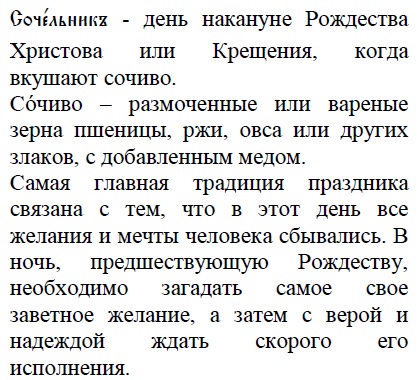 Соче́льникъ - день накануне Рождества
Христова или Крещения, когда
вкушают сочиво.
Со́чиво – размоченные или вареные
зерна пшеницы, ржи, овса или других
злаков, с добавленным медом.
Самая главная традиция праздника
связана с тем, что в этот день все
желания и мечты человека сбывались. В
ночь, предшествующую Рождеству,
необходимо загадать самое свое
заветное желание, а затем с верой и
надеждой ждать скорого его
исполнения.